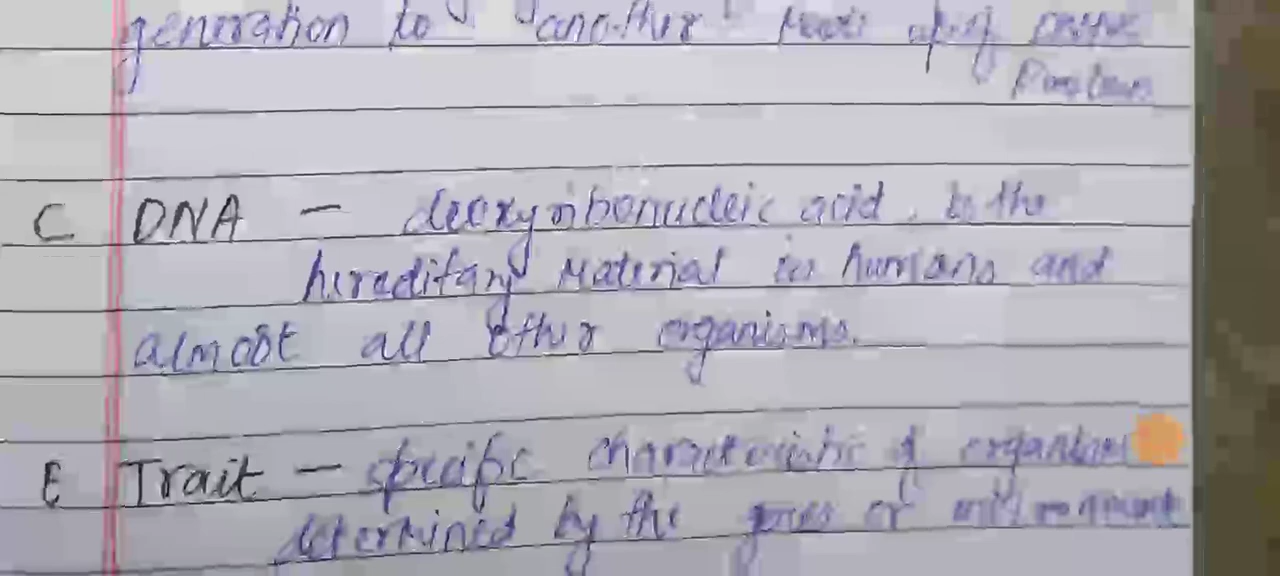 generation to another
C DNA – deoxyribonucleic acid, is the
hereditary material in humans and
almost all other organisms.
E Trait – specific characteristic of organism
determined by the genes or environment